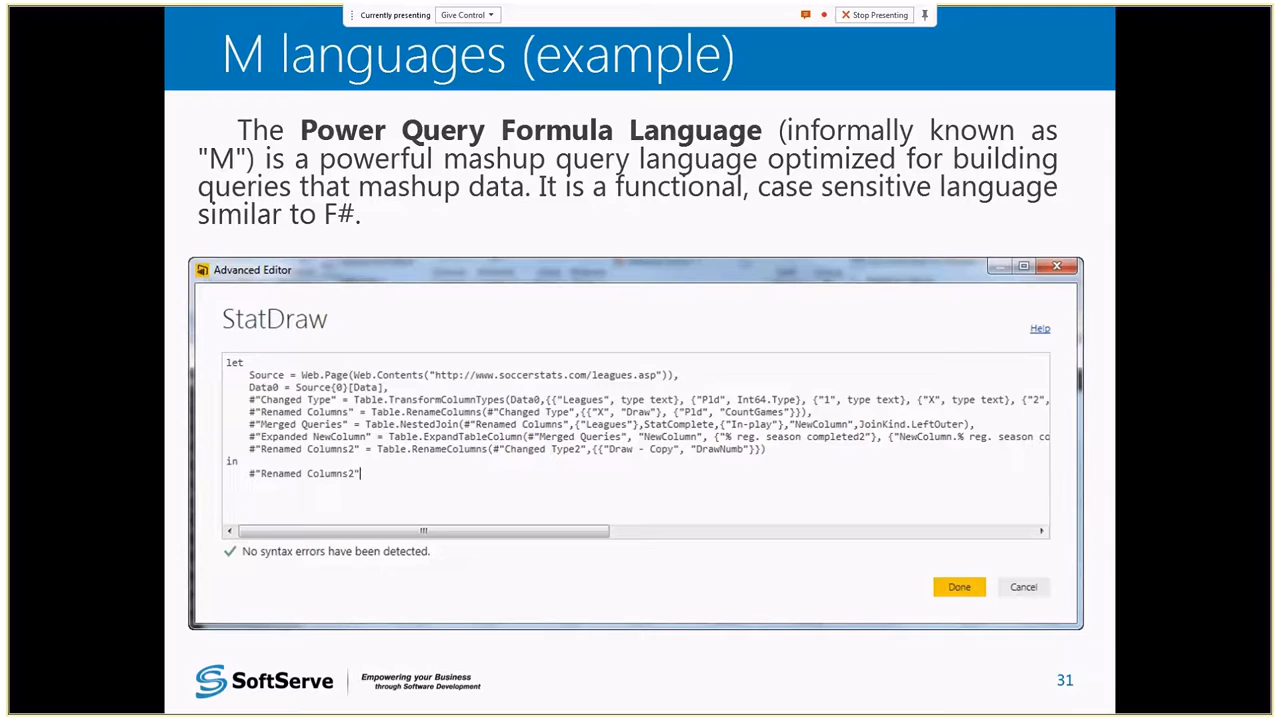 Currently presenting Give Control Stop Presenting
M languages (example)
The Power Query Formula Language (informally known as
"M") is a powerful mashup query language optimized for building
queries that mashup data. It is a functional, case sensitive language
similar to F#.
Advanced Editor
StatDraw
Help
let
Source = Web.Page(Web.Contents("http://www.soccerstats.com/leagues.asp")),
Data0 = Source{0}[Data],
#"Changed Type" = Table.TransformColumnTypes(Data0,{{"Leagues", type text}, {"Pld", Int64.Type}, {"1", type text}, {"X", type text}, {"2",
#"Renamed Columns" = Table.RenameColumns(#"Changed Type",{{"X", "Draw"}, {"Pld", "CountGames"}}),
#"Merged Queries" = Table.NestedJoin(#"Renamed Columns",{"Leagues"},StatComplete,{"In-play"},"NewColumn",JoinKind.LeftOuter),
#"Expanded NewColumn" = Table.ExpandTableColumn(#"Merged Queries", "NewColumn", {"% reg. season completed2"}, {"NewColumn.% reg. season co
#"Renamed Columns2" = Table.RenameColumns(#"Changed Type2",{{"Draw - Copy", "DrawNumb"}})
in
#"Renamed Columns2"
No syntax errors have been detected.
Done Cancel
SoftServe
Empowering your Business
through Software Development
31